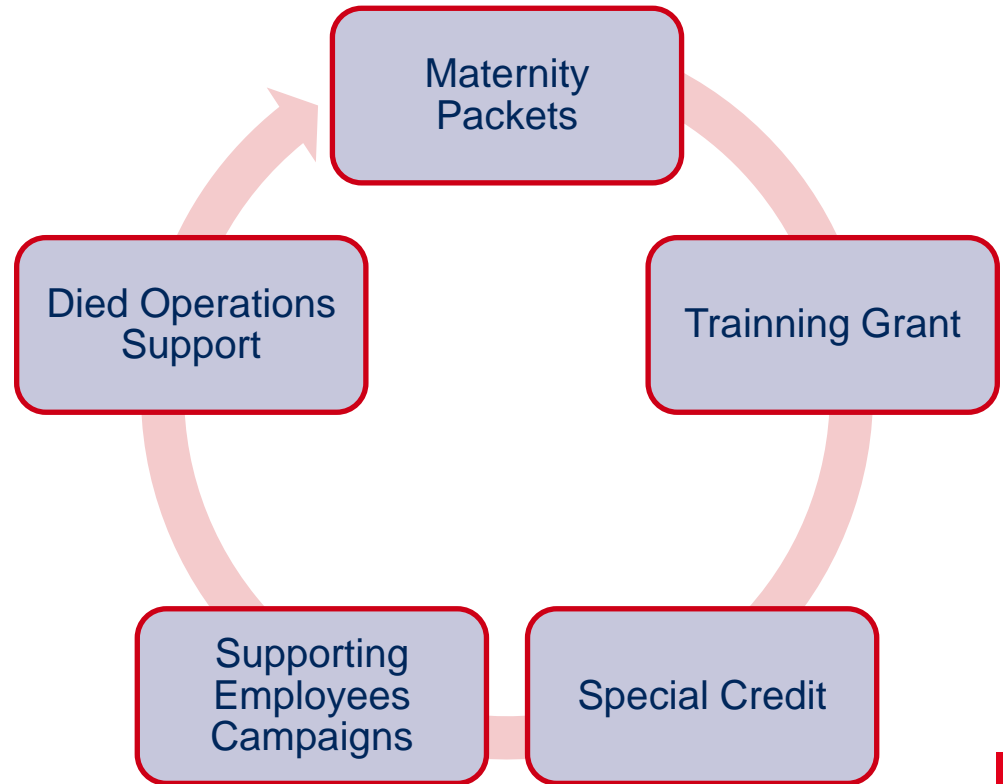 Maternity
Packets
Trainning Grant
Special Credit
Supporting
Employees
Campaigns
Died Operations
Support